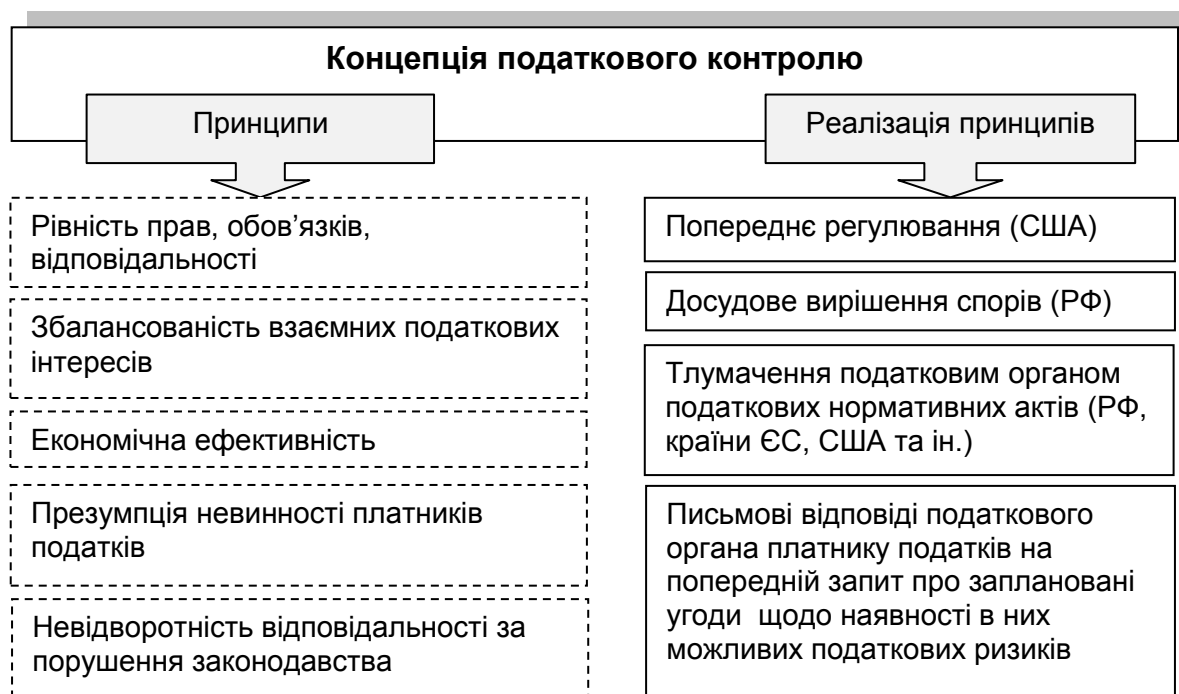 Концепція податкового контролю
Принципи
Реалізація принципів
Рівність прав, обов’язків,
відповідальності
Збалансованість взаємних податкових
інтересів
Економічна ефективність
Презумпція невинності платників
податків
Невідворотність відповідальності за
порушення законодавства
Попереднє регулювання (США)
Досудове вирішення спорів (РФ)
Тлумачення податковим органом
податкових нормативних актів (РФ,
країни ЄС, США та ін.)
Письмові відповіді податкового
органа платнику податків на
попередній запит про заплановані
угоди щодо наявності в них
можливих податкових ризиків